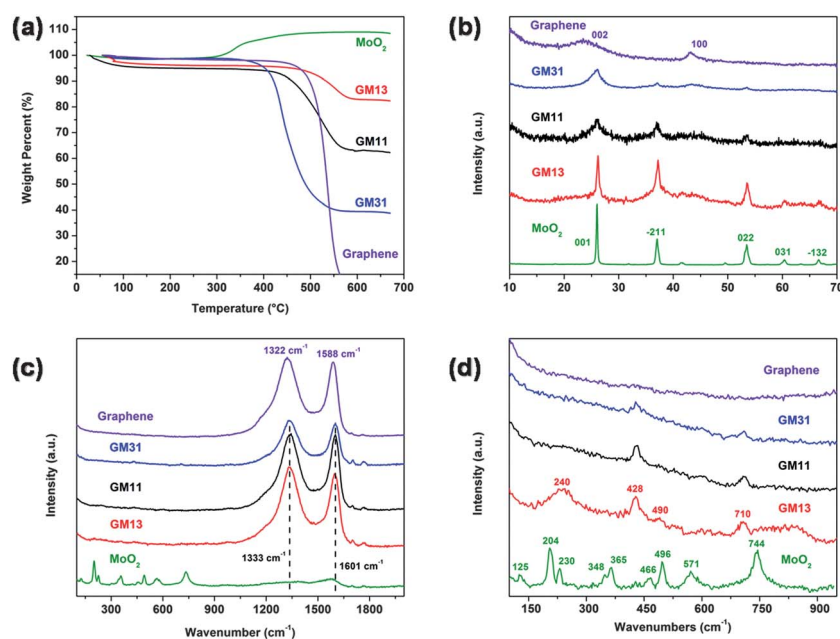 (a)
110
100
90
80
70
60
50
40
30
20
Weight Percent (%)
0
100
200
300
400
500
600
700
Temperature (°C)
MoO2
GM13
GM11
GM31
Graphene
(b)
Intensity (a.u.)
Graphene
002
100
GM31
GM11
GM13
MoO2
001
-211
022
031
-132
10
20
30
40
50
60
70
(c)
Intensity (a.u.)
1322 cm-1
1588 cm-1
Graphene
GM31
GM11
GM13
MoO2
1333 cm-1
1601 cm-1
300
600
900
1200
1500
1800
Wavenumber (cm-1)
(d)
Intensity (a.u.)
Graphene
GM31
GM11
240
428
490
710
GM13
MoO2
125
204
230
348
365
466
496
571
744
150
300
450
600
750
900
Wavenumbers (cm-1)